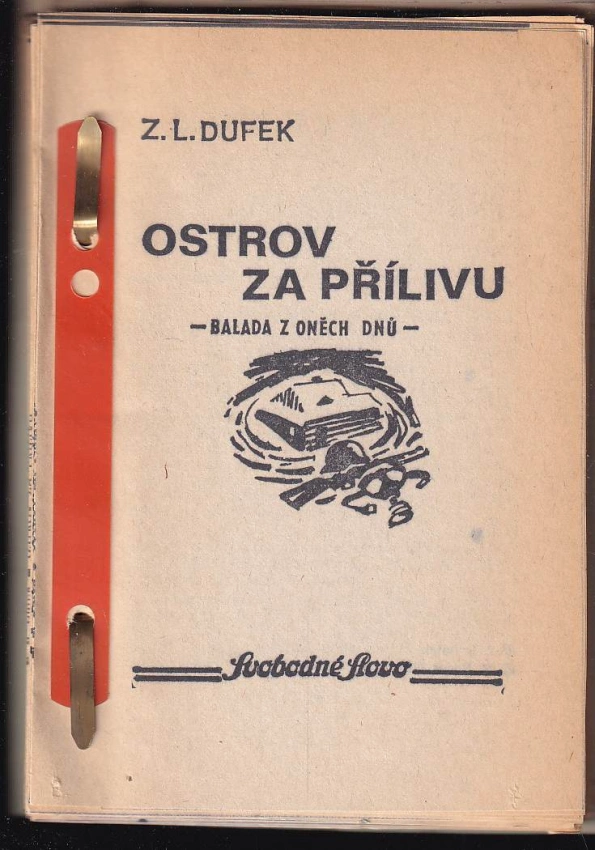 Z. L. DUFEK
OSTROV
ZA PŘÍLIVU
— BALADA Z ONĚCH DNŮ —
Svobodné slovo